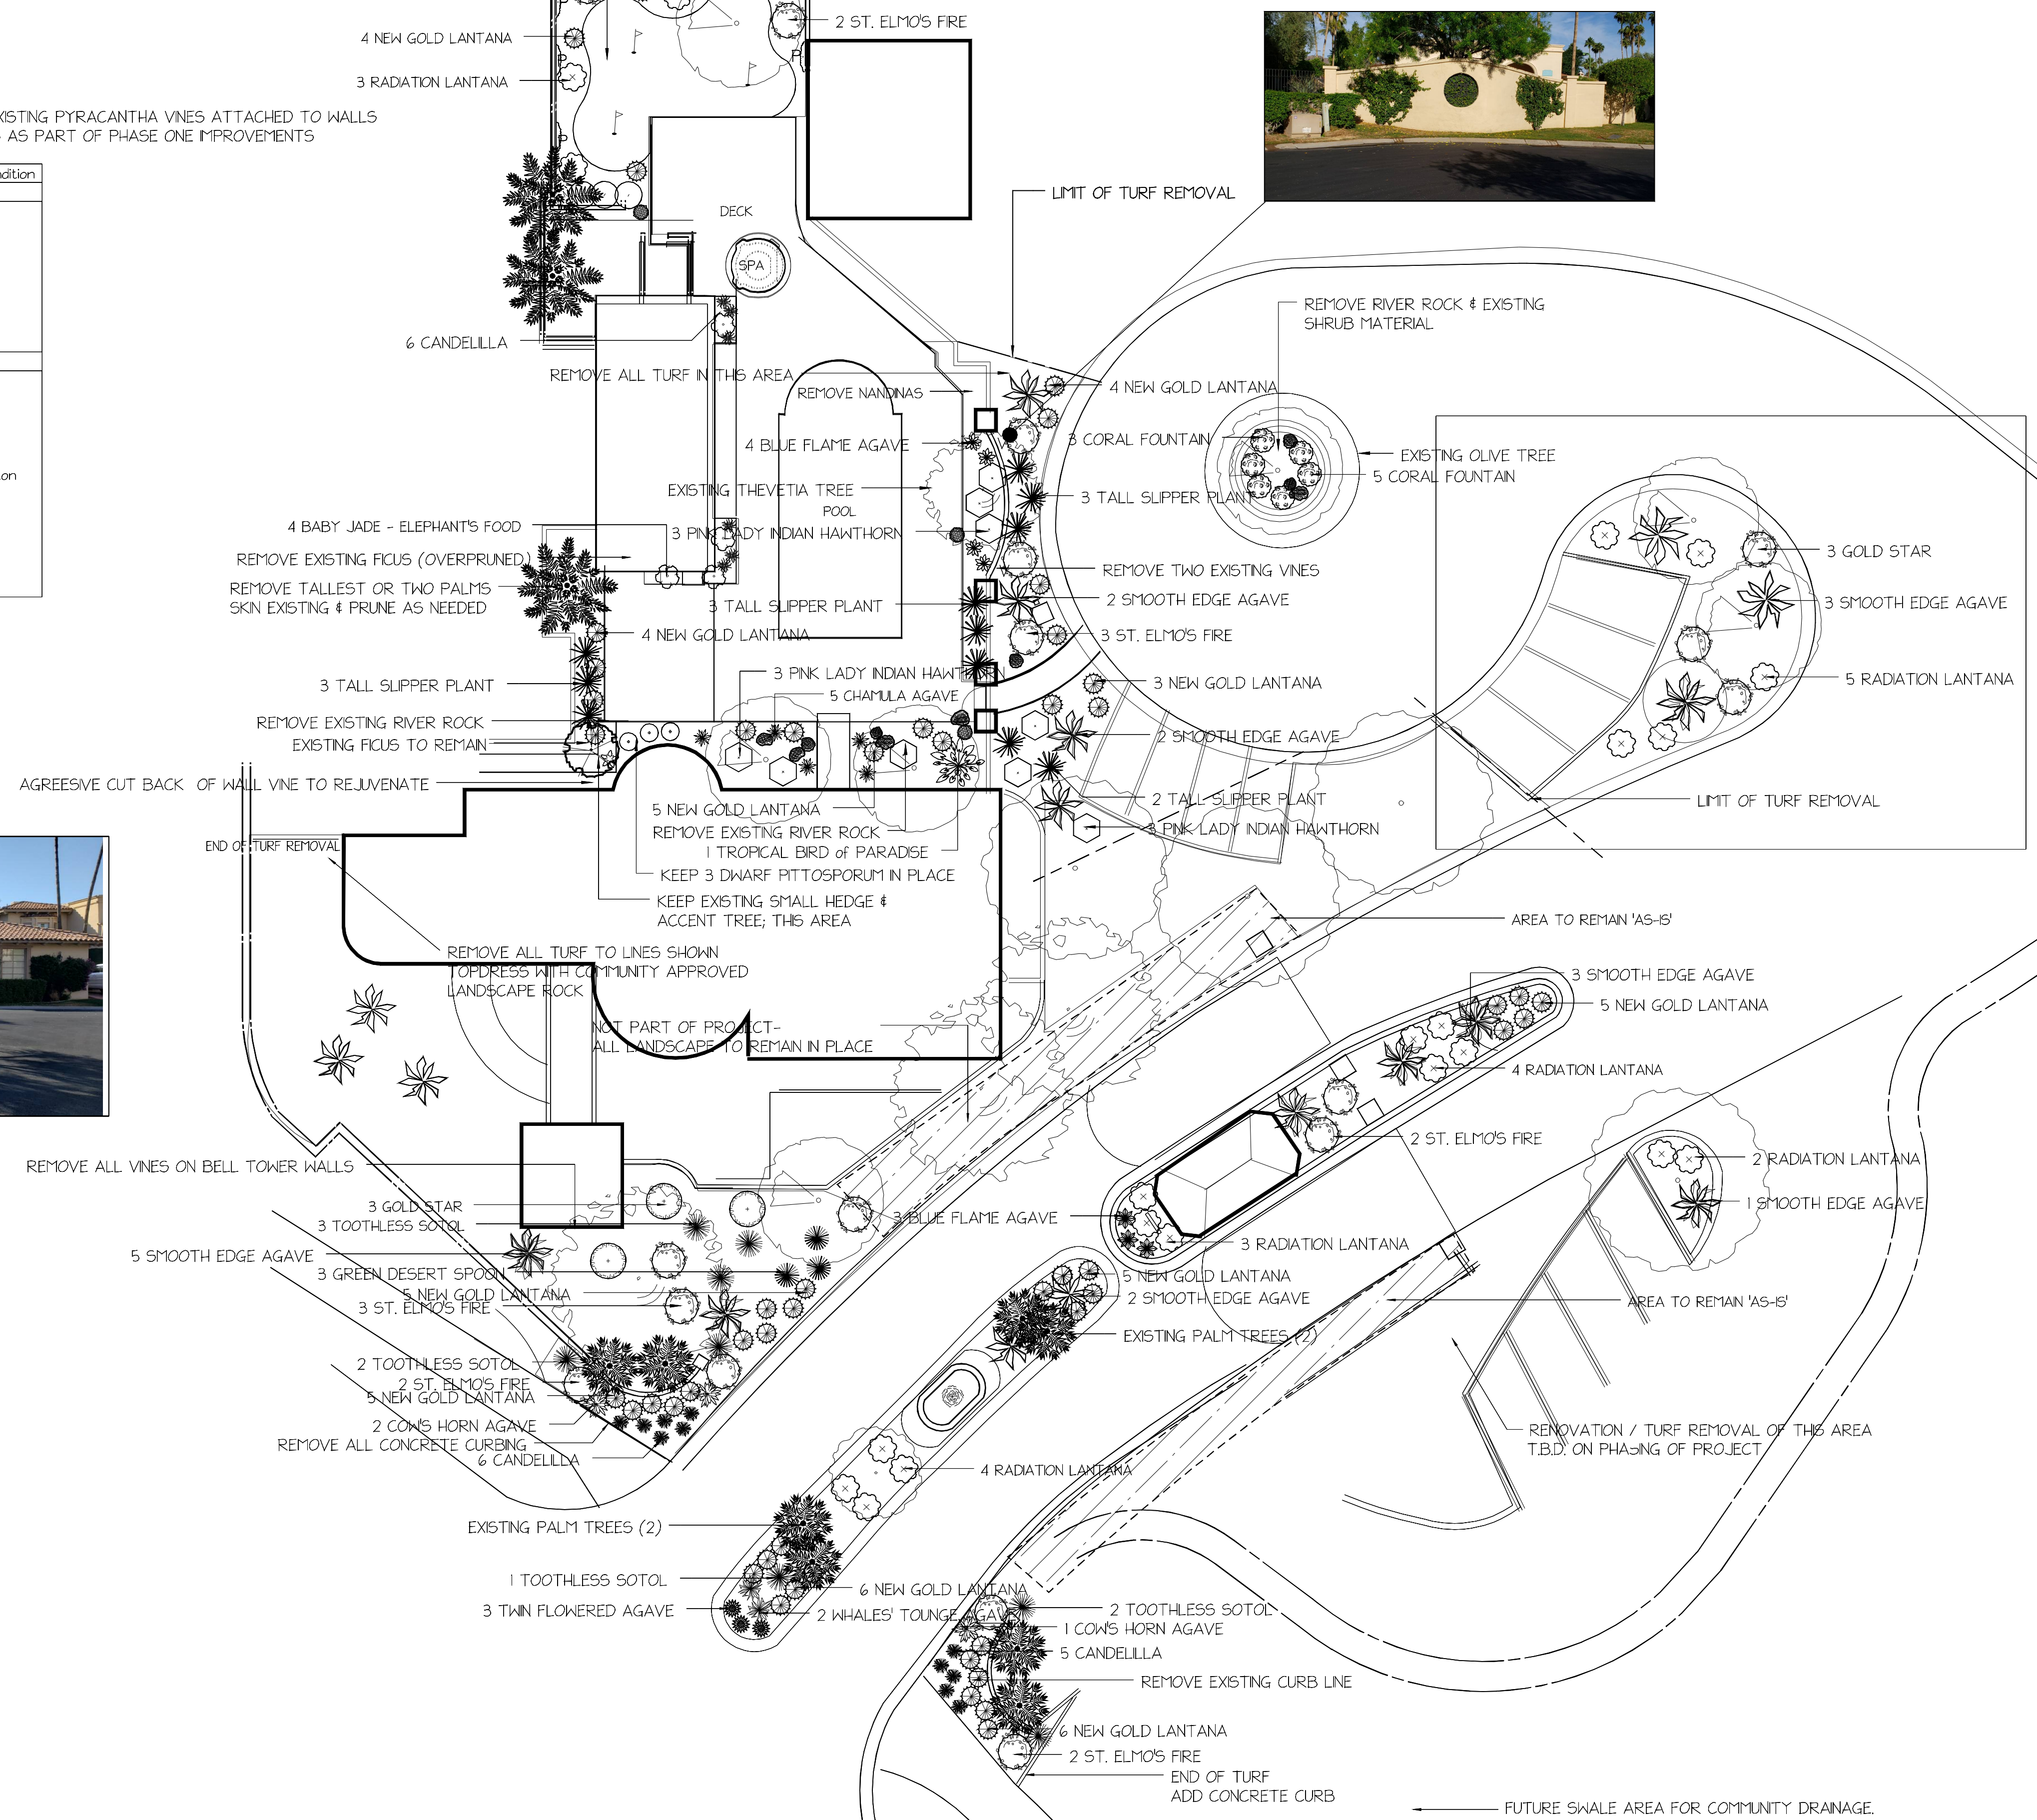 2 ST. ELMO'S FIRE
4 NEW GOLD LANTANA
3 RADIATION LANTANA
XISTING PYRACANTHA VINES ATTACHED TO WALLS
AS PART OF PHASE ONE IMPROVEMENTS
ndition
on
LIMIT OF TURF REMOVAL
DECK
SPA
REMOVE RIVER ROCK & EXISTING
SHRUB MATERIAL
6 CANDELILLA
REMOVE ALL TURF IN THIS AREA
REMOVE NANDINAS
4 NEW GOLD LANTANA
4 BLUE FLAME AGAVE
3 CORAL FOUNTAIN
EXISTING OLIVE TREE
5 CORAL FOUNTAIN
EXISTING THEVETIA TREE
POOL
3 TALL SLIPPER PLANT
4 BABY JADE - ELEPHANT'S FOOD
3 PINK LADY INDIAN HAWTHORN
REMOVE EXISTING FICUS (OVERPRUNED)
3 GOLD STAR
REMOVE TWO EXISTING VINES
REMOVE TALLEST OR TWO PALMS
SKIN EXISTING & PRUNE AS NEEDED
3 TALL SLIPPER PLANT
2 SMOOTH EDGE AGAVE
3 SMOOTH EDGE AGAVE
4 NEW GOLD LANTANA
3 ST. ELMO'S FIRE
3 PINK LADY INDIAN HAWTHORN
3 TALL SLIPPER PLANT
5 CHAMULA AGAVE
3 NEW GOLD LANTANA
5 RADIATION LANTANA
REMOVE EXISTING RIVER ROCK
EXISTING FICUS TO REMAIN
2 SMOOTH EDGE AGAVE
AGREESIVE CUT BACK OF WALL VINE TO REJUVENATE
5 NEW GOLD LANTANA
2 TALL SLIPPER PLANT
LIMIT OF TURF REMOVAL
REMOVE EXISTING RIVER ROCK
3 PINK LADY INDIAN HAWTHORN
END OF TURF REMOVAL
1 TROPICAL BIRD of PARADISE
KEEP 3 DWARF PITTOSPORUM IN PLACE
KEEP EXISTING SMALL HEDGE &
ACCENT TREE; THIS AREA
AREA TO REMAIN 'AS-IS'
REMOVE ALL TURF TO LINES SHOWN
TOPDRESS WITH COMMUNITY APPROVED
LANDSCAPE ROCK
3 SMOOTH EDGE AGAVE
5 NEW GOLD LANTANA
NOT PART OF PROJECT-
ALL LANDSCAPE TO REMAIN IN PLACE
4 RADIATION LANTANA
2 ST. ELMO'S FIRE
REMOVE ALL VINES ON BELL TOWER WALLS
2 RADIATION LANTANA
1 SMOOTH EDGE AGAVE
3 GOLD STAR
3 TOOTHLESS SOTOL
3 BLUE FLAME AGAVE
3 RADIATION LANTANA
5 SMOOTH EDGE AGAVE
3 GREEN DESERT SPOON
5 NEW GOLD LANTANA
5 NEW GOLD LANTANA
3 ST. ELMO'S FIRE
2 SMOOTH EDGE AGAVE
AREA TO REMAIN 'AS-IS'
EXISTING PALM TREES (2)
2 TOOTHLESS SOTOL
2 ST. ELMO'S FIRE
5 NEW GOLD LANTANA
2 COW'S HORN AGAVE
REMOVE ALL CONCRETE CURBING
6 CANDELILLA
RENOVATION / TURF REMOVAL OF THIS AREA
T.B.D. ON PHASING OF PROJECT
4 RADIATION LANTANA
EXISTING PALM TREES (2)
1 TOOTHLESS SOTOL
6 NEW GOLD LANTANA
3 TWIN FLOWERED AGAVE
2 WHALES' TOUNGE AGAVE
2 TOOTHLESS SOTOL
1 COW'S HORN AGAVE
5 CANDELILLA
REMOVE EXISTING CURB LINE
6 NEW GOLD LANTANA
2 ST. ELMO'S FIRE
END OF TURF
ADD CONCRETE CURB
FUTURE SWALE AREA FOR COMMUNITY DRAINAGE.